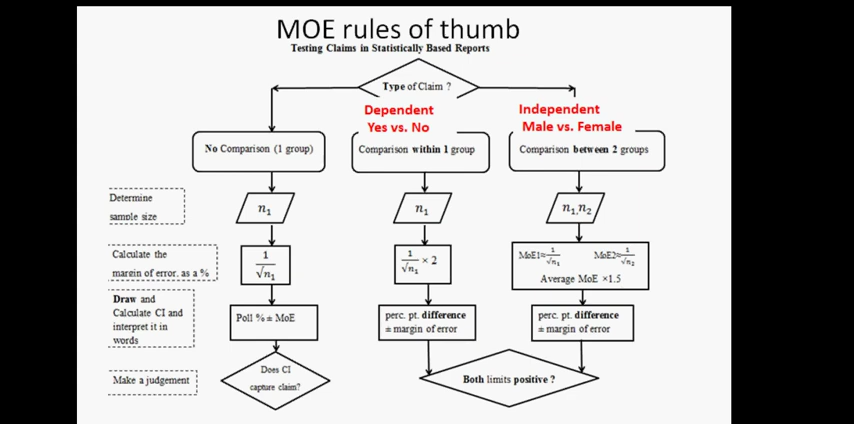 MOE rules of thumb
Testing Claims in Statistically Based Reports
Type of Claim ?
Dependent
Yes vs. No
Independent
Male vs. Female
No Comparison (1 group)
Comparison within 1 group
Comparison between 2 groups
Determine
sample size
n₁
n₁
n₁,n₂
Calculate the
margin of error, as a %
1/√n₁
1/√n₁ × 2
MoE1≈1/√n₁ MoE2≈1/√n₂
Average MoE ×1.5
Draw and
Calculate CI and
interpret it in
words
Poll %± MoE
perc. pt. difference
± margin of error
perc. pt. difference
± margin of error
Make a judgement
Does CI
capture claim?
Both limits positive ?